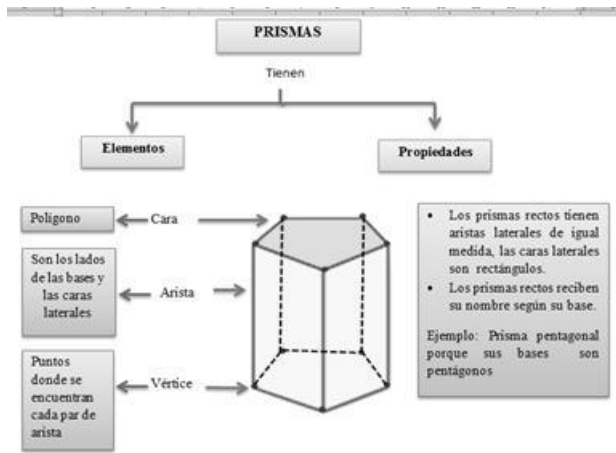 PRISMAS
Tienen
Elementos
Propiedades
Polígono
Cara
Son los lados
de las bases y
las caras
laterales
Arista
Puntos
donde se
encuentran
cada par de
arista
Vértice
• Los prismas rectos tienen
aristas laterales de igual
medida, las caras laterales
son rectángulos.
• Los prismas rectos reciben
su nombre según su base.
Ejemplo: Prisma pentagonal
porque sus bases son
pentágonos